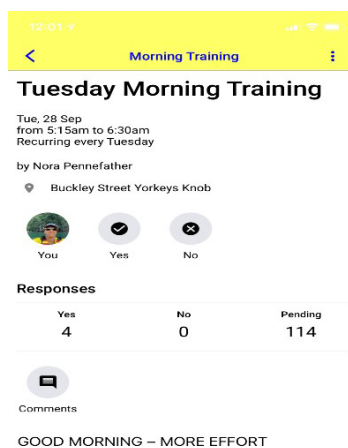 12:01
Morning Training
Tuesday Morning Training
Tue, 28 Sep
from 5:15am to 6:30am
Recurring every Tuesday
by Nora Pennefather
Buckley Street Yorkeys Knob
You Yes No
Responses
Yes No Pending
4 0 114
Comments
GOOD MORNING – MORE EFFORT